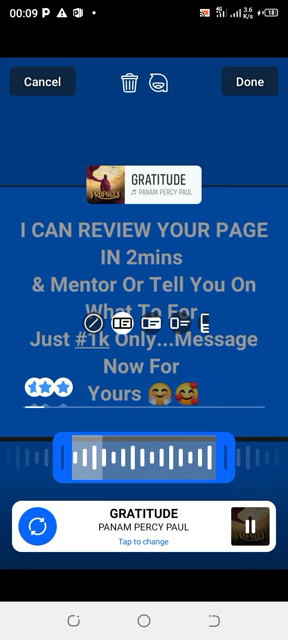 00:09
4G
3.6
K/s
18
Cancel
Done
GRATITUDE
PANAM PERCY PAUL
I CAN REVIEW YOUR PAGE
IN 2mins
& Mentor Or Tell You On
What To For
Just #1k Only...Message
Now For
Yours 🤗🥰
GRATITUDE
PANAM PERCY PAUL
Tap to change